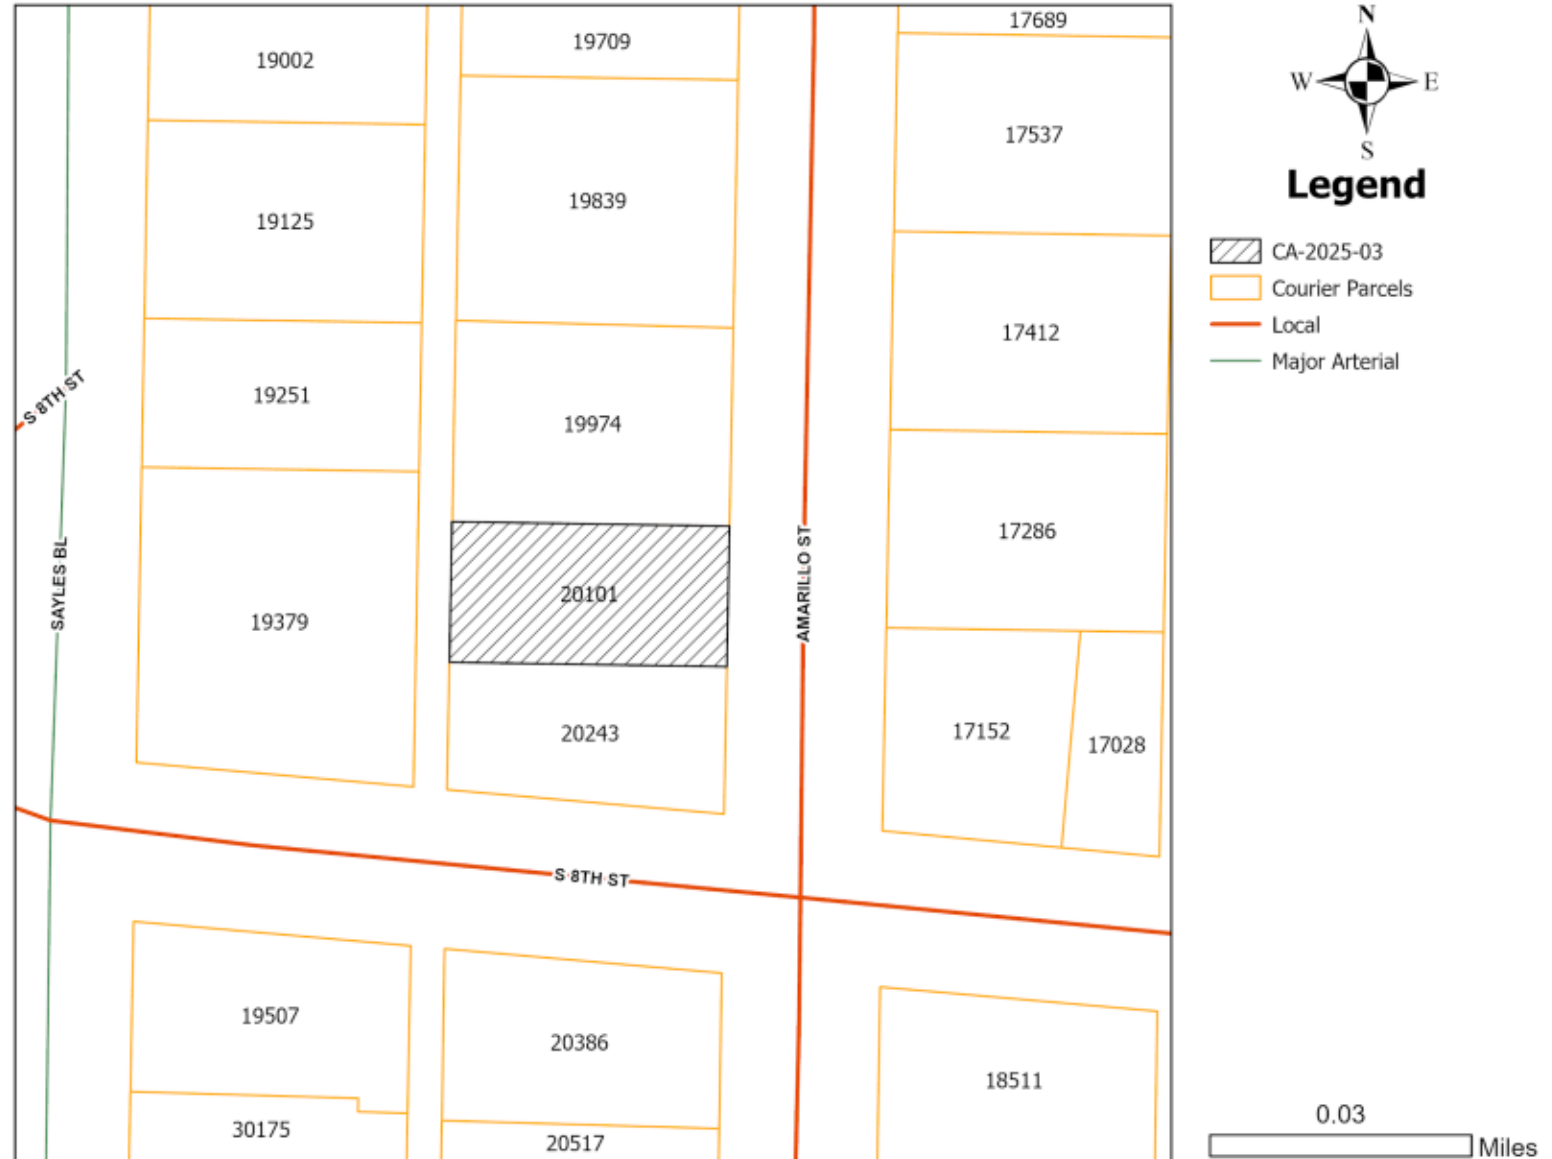 17689
19709
19002
17537
19839
19125
17412
19251
19974
S 8TH ST
17286
20101
SAYLES BL
AMARILLO ST
19379
20243
17152
17028
S 8TH ST
19507
20386
18511
30175
20517
N
W E
S
Legend
CA-2025-03
Courier Parcels
Local
Major Arterial
0.03
Miles